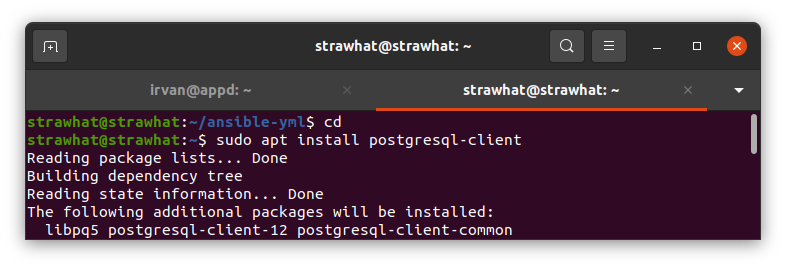 strawhat@strawhat: ~
irvan@appd: ~
strawhat@strawhat: ~
strawhat@strawhat:~/ansible-yml$ cd
strawhat@strawhat:~$ sudo apt install postgresql-client
Reading package lists... Done
Building dependency tree
Reading state information... Done
The following additional packages will be installed:
  libpq5 postgresql-client-12 postgresql-client-common